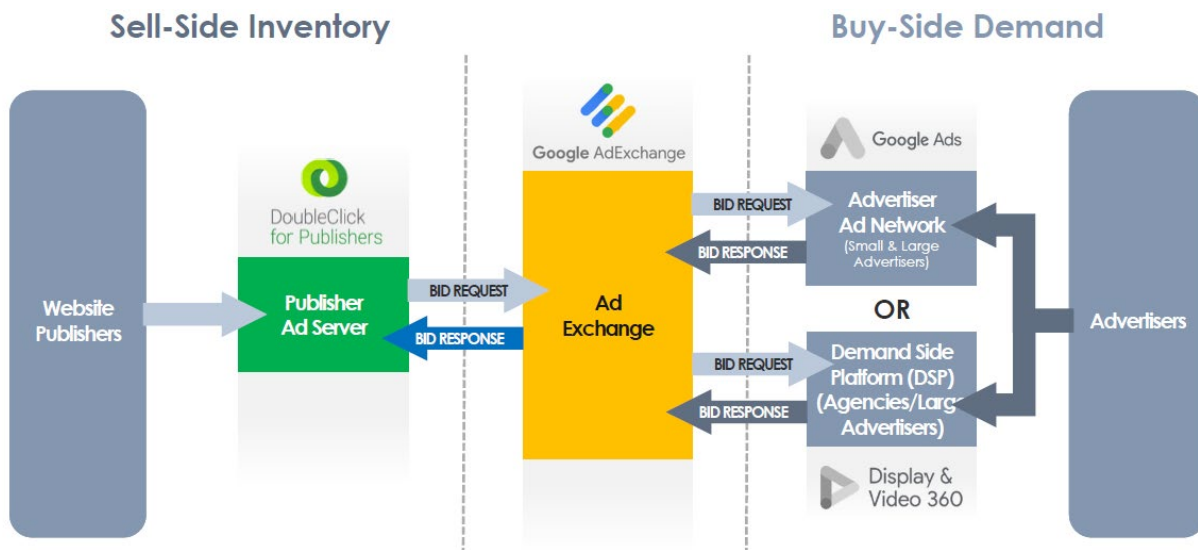 Sell-Side Inventory
Buy-Side Demand
Website
Publishers
DoubleClick
for Publishers
Publisher
Ad Server
BID REQUEST
BID RESPONSE
Google AdExchange
Ad
Exchange
BID REQUEST
BID RESPONSE
BID REQUEST
BID RESPONSE
Google Ads
Advertiser
Ad Network
(Small & Large
Advertisers)
OR
Demand Side
Platform (DSP)
(Agencies/Large
Advertisers)
Display &
Video 360
Advertisers